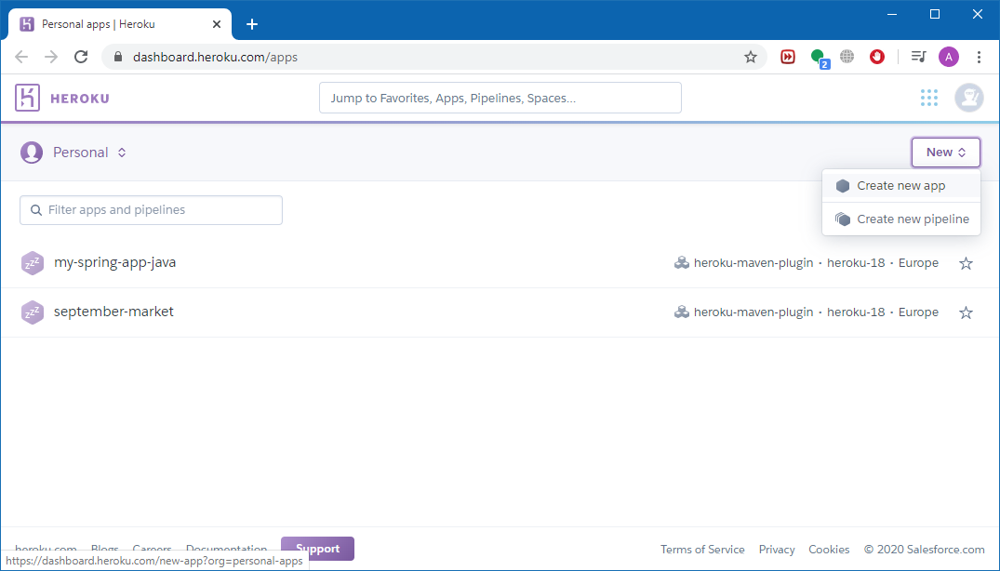 Personal apps | Heroku
dashboard.heroku.com/apps
2
A
HEROKU
Jump to Favorites, Apps, Pipelines, Spaces...
Personal
New
Create new app
Create new pipeline
Filter apps and pipelines
my-spring-app-java
heroku-maven-plugin · heroku-18 · Europe
september-market
heroku-maven-plugin · heroku-18 · Europe
heroku.com Blogs Careers Documentation Support Terms of Service Privacy Cookies © 2020 Salesforce.com
https://dashboard.heroku.com/new-app?org=personal-apps